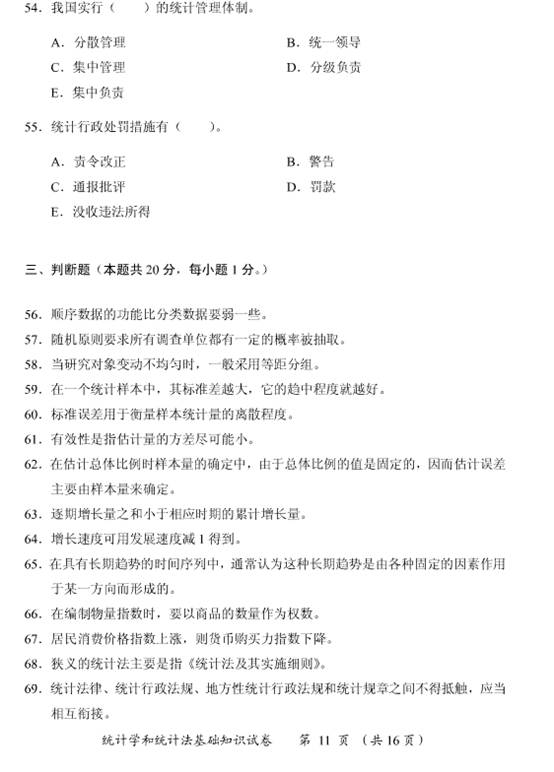 54．我国实行（　　）的统计管理体制。
A．分散管理　　B．统一领导
C．集中管理　　D．分级负责
E．集中负责
55．统计行政处罚措施有（　　）。
A．责令改正　　B．警告
C．通报批评　　D．罚款
E．没收违法所得
三、判断题（本题共 20 分，每小题 1 分。）
56．顺序数据的功能比分类数据要弱一些。
57．随机原则要求所有调查单位都有一定的概率被抽取。
58．当研究对象变动不均匀时，一般采用等距分组。
59．在一个统计样本中，其标准差越大，它的趋中程度就越好。
60．标准误差用于衡量样本统计量的离散程度。
61．有效性是指估计量的方差尽可能小。
62．在估计总体比例时样本量的确定中，由于总体比例的值是固定的，因而估计误差
主要由样本量来确定。
63．逐期增长量之和小于相应时期的累计增长量。
64．增长速度可用发展速度减 1 得到。
65．在具有长期趋势的时间序列中，通常认为这种长期趋势是由各种固定的因素作用
于某一方向而形成的。
66．在编制物量指数时，要以商品的数量作为权数。
67．居民消费价格指数上涨，则货币购买力指数下降。
68．狭义的统计法主要是指《统计法及其实施细则》。
69．统计法律、统计行政法规、地方性统计行政法规和统计规章之间不得抵触，应当
相互衔接。
统计学和统计法基础知识试卷　　第 11 页 （共 16 页）